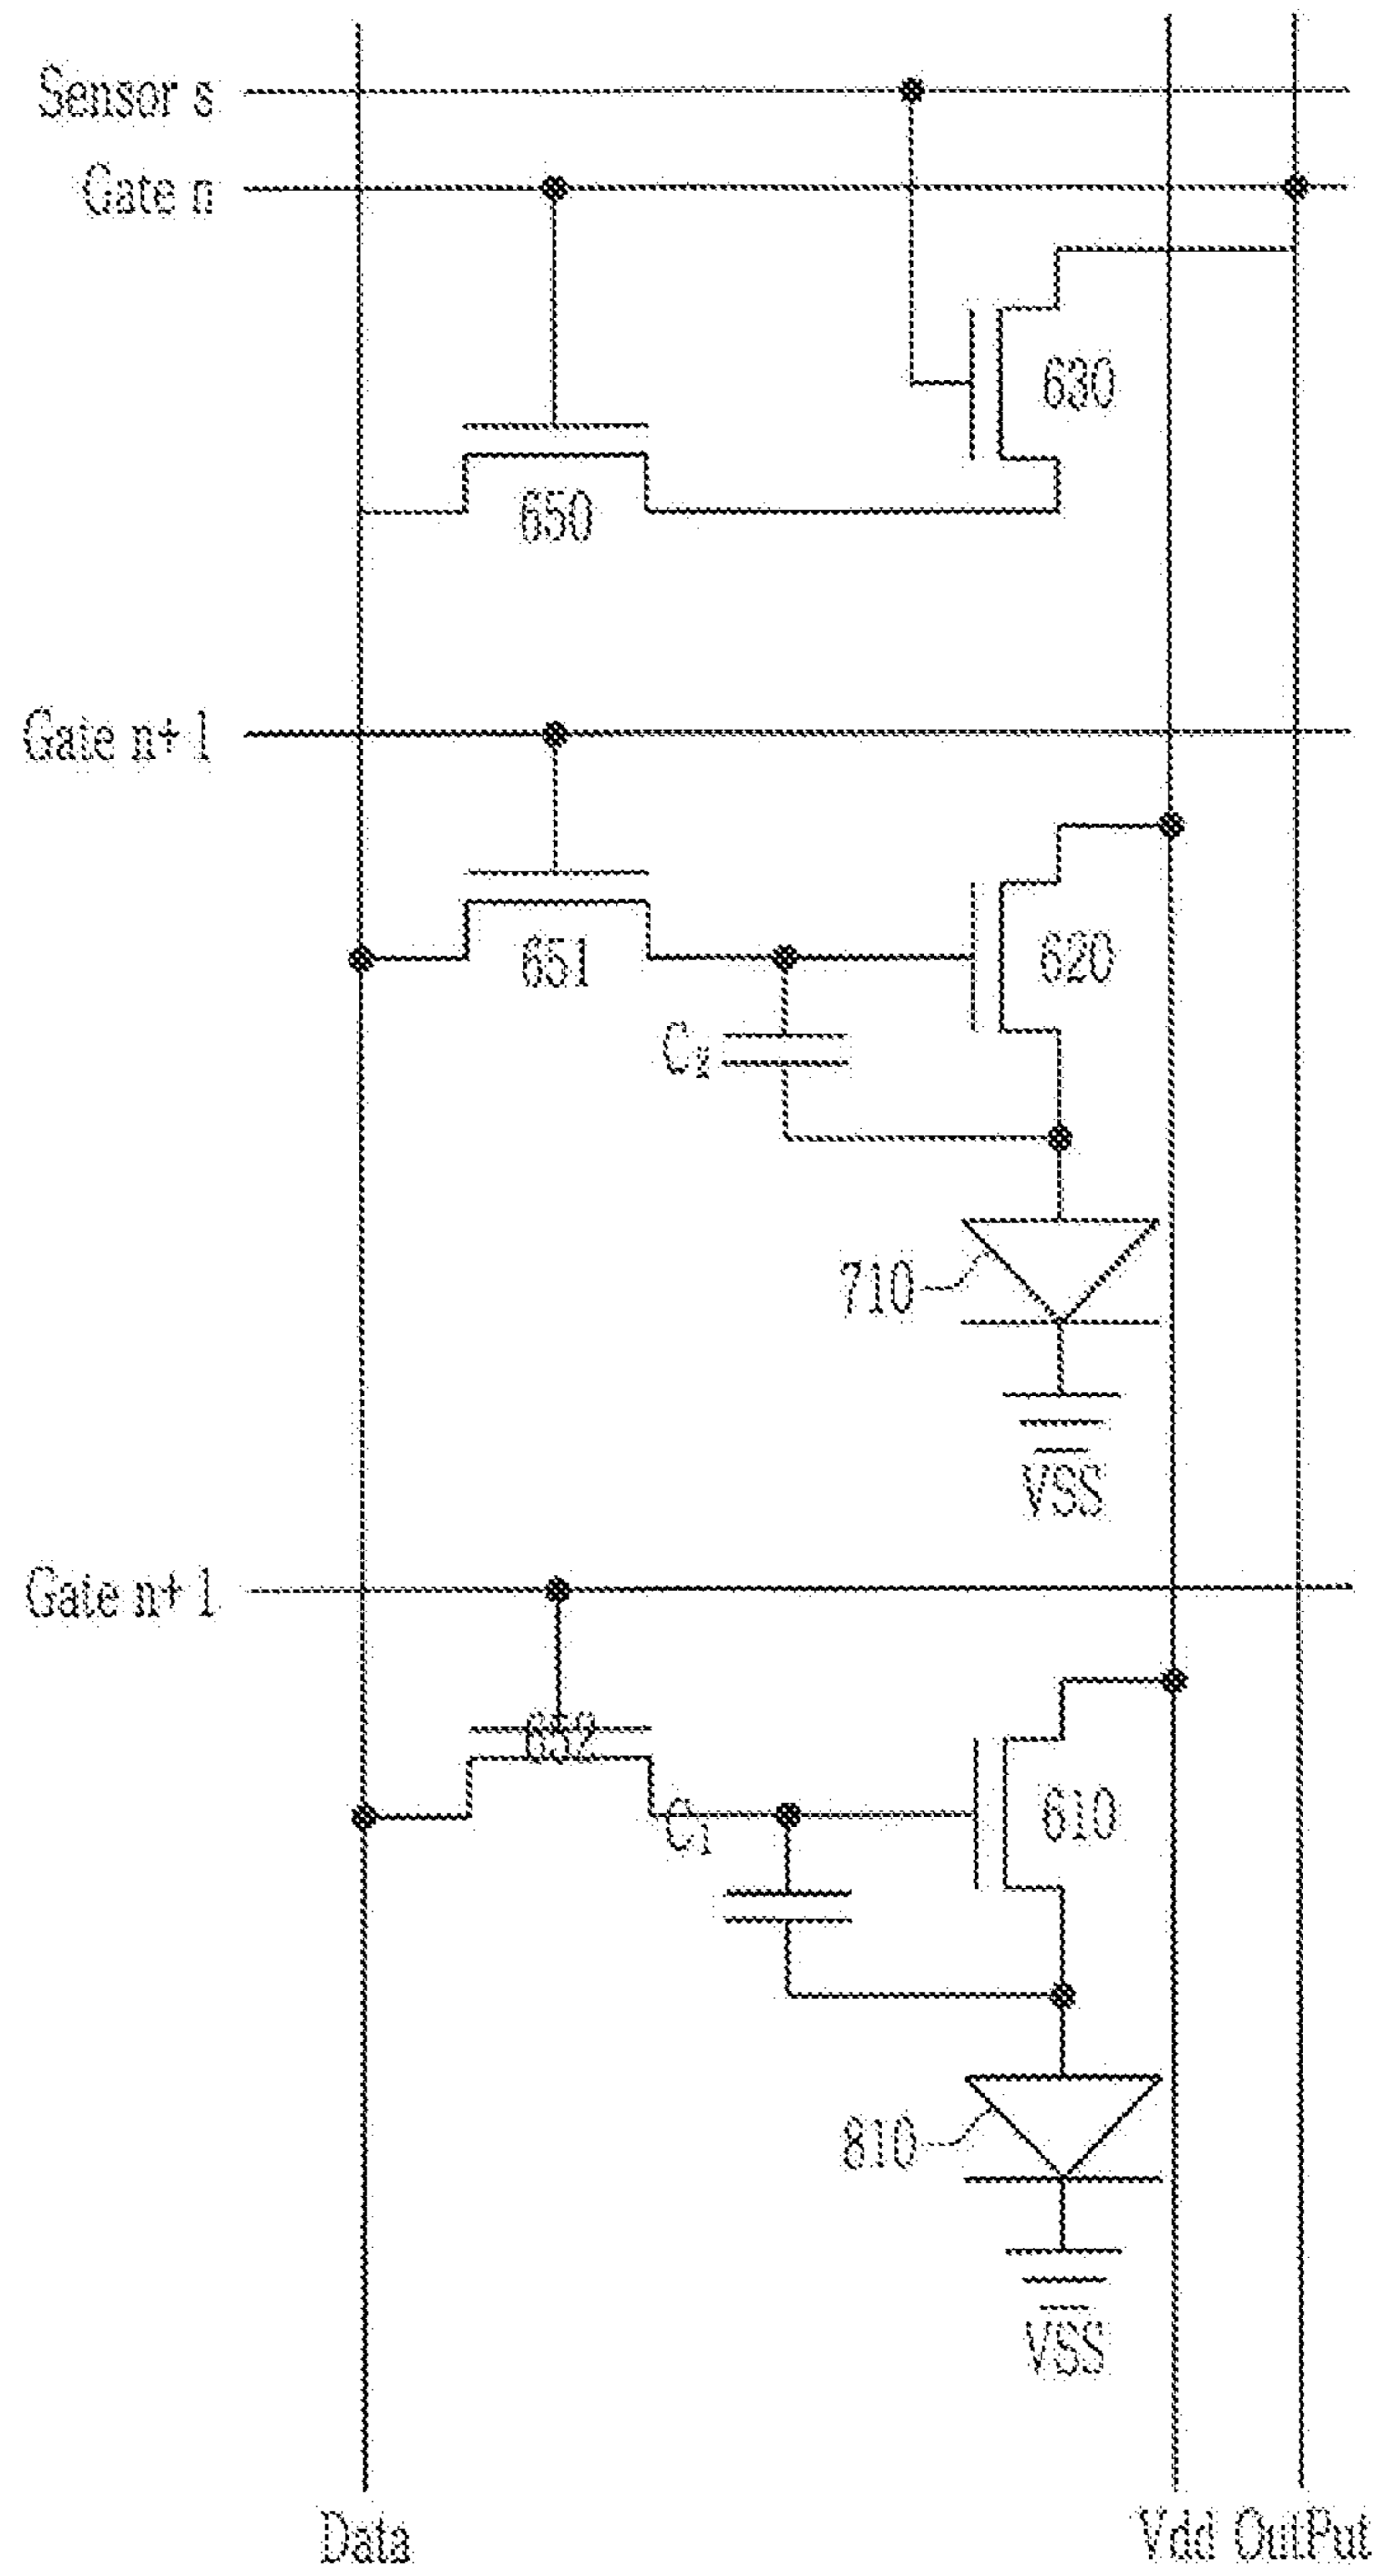 Sensor s
Gate n
630
650
Gate n+1
651
620
710
VSS
Gate n+1
652
C1
610
810
VSS
Data
Vdd
OutPut